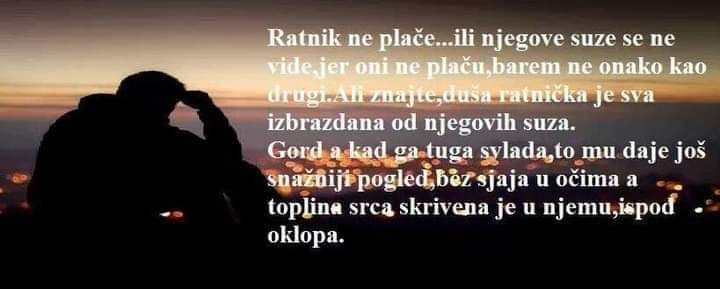 Ratnik ne plače...ili njegove suze se ne
vide,jer oni ne plaču,barem ne onako kao
drugi.Ali znajte,duša ratnička je sva
izbrazdana od njegovih suza.
Gord a kad ga tuga svlada,to mu daje još
snažniji pogled,bez sjaja u očima a
toplina srca skrivena je u njemu,ispod
oklopa.